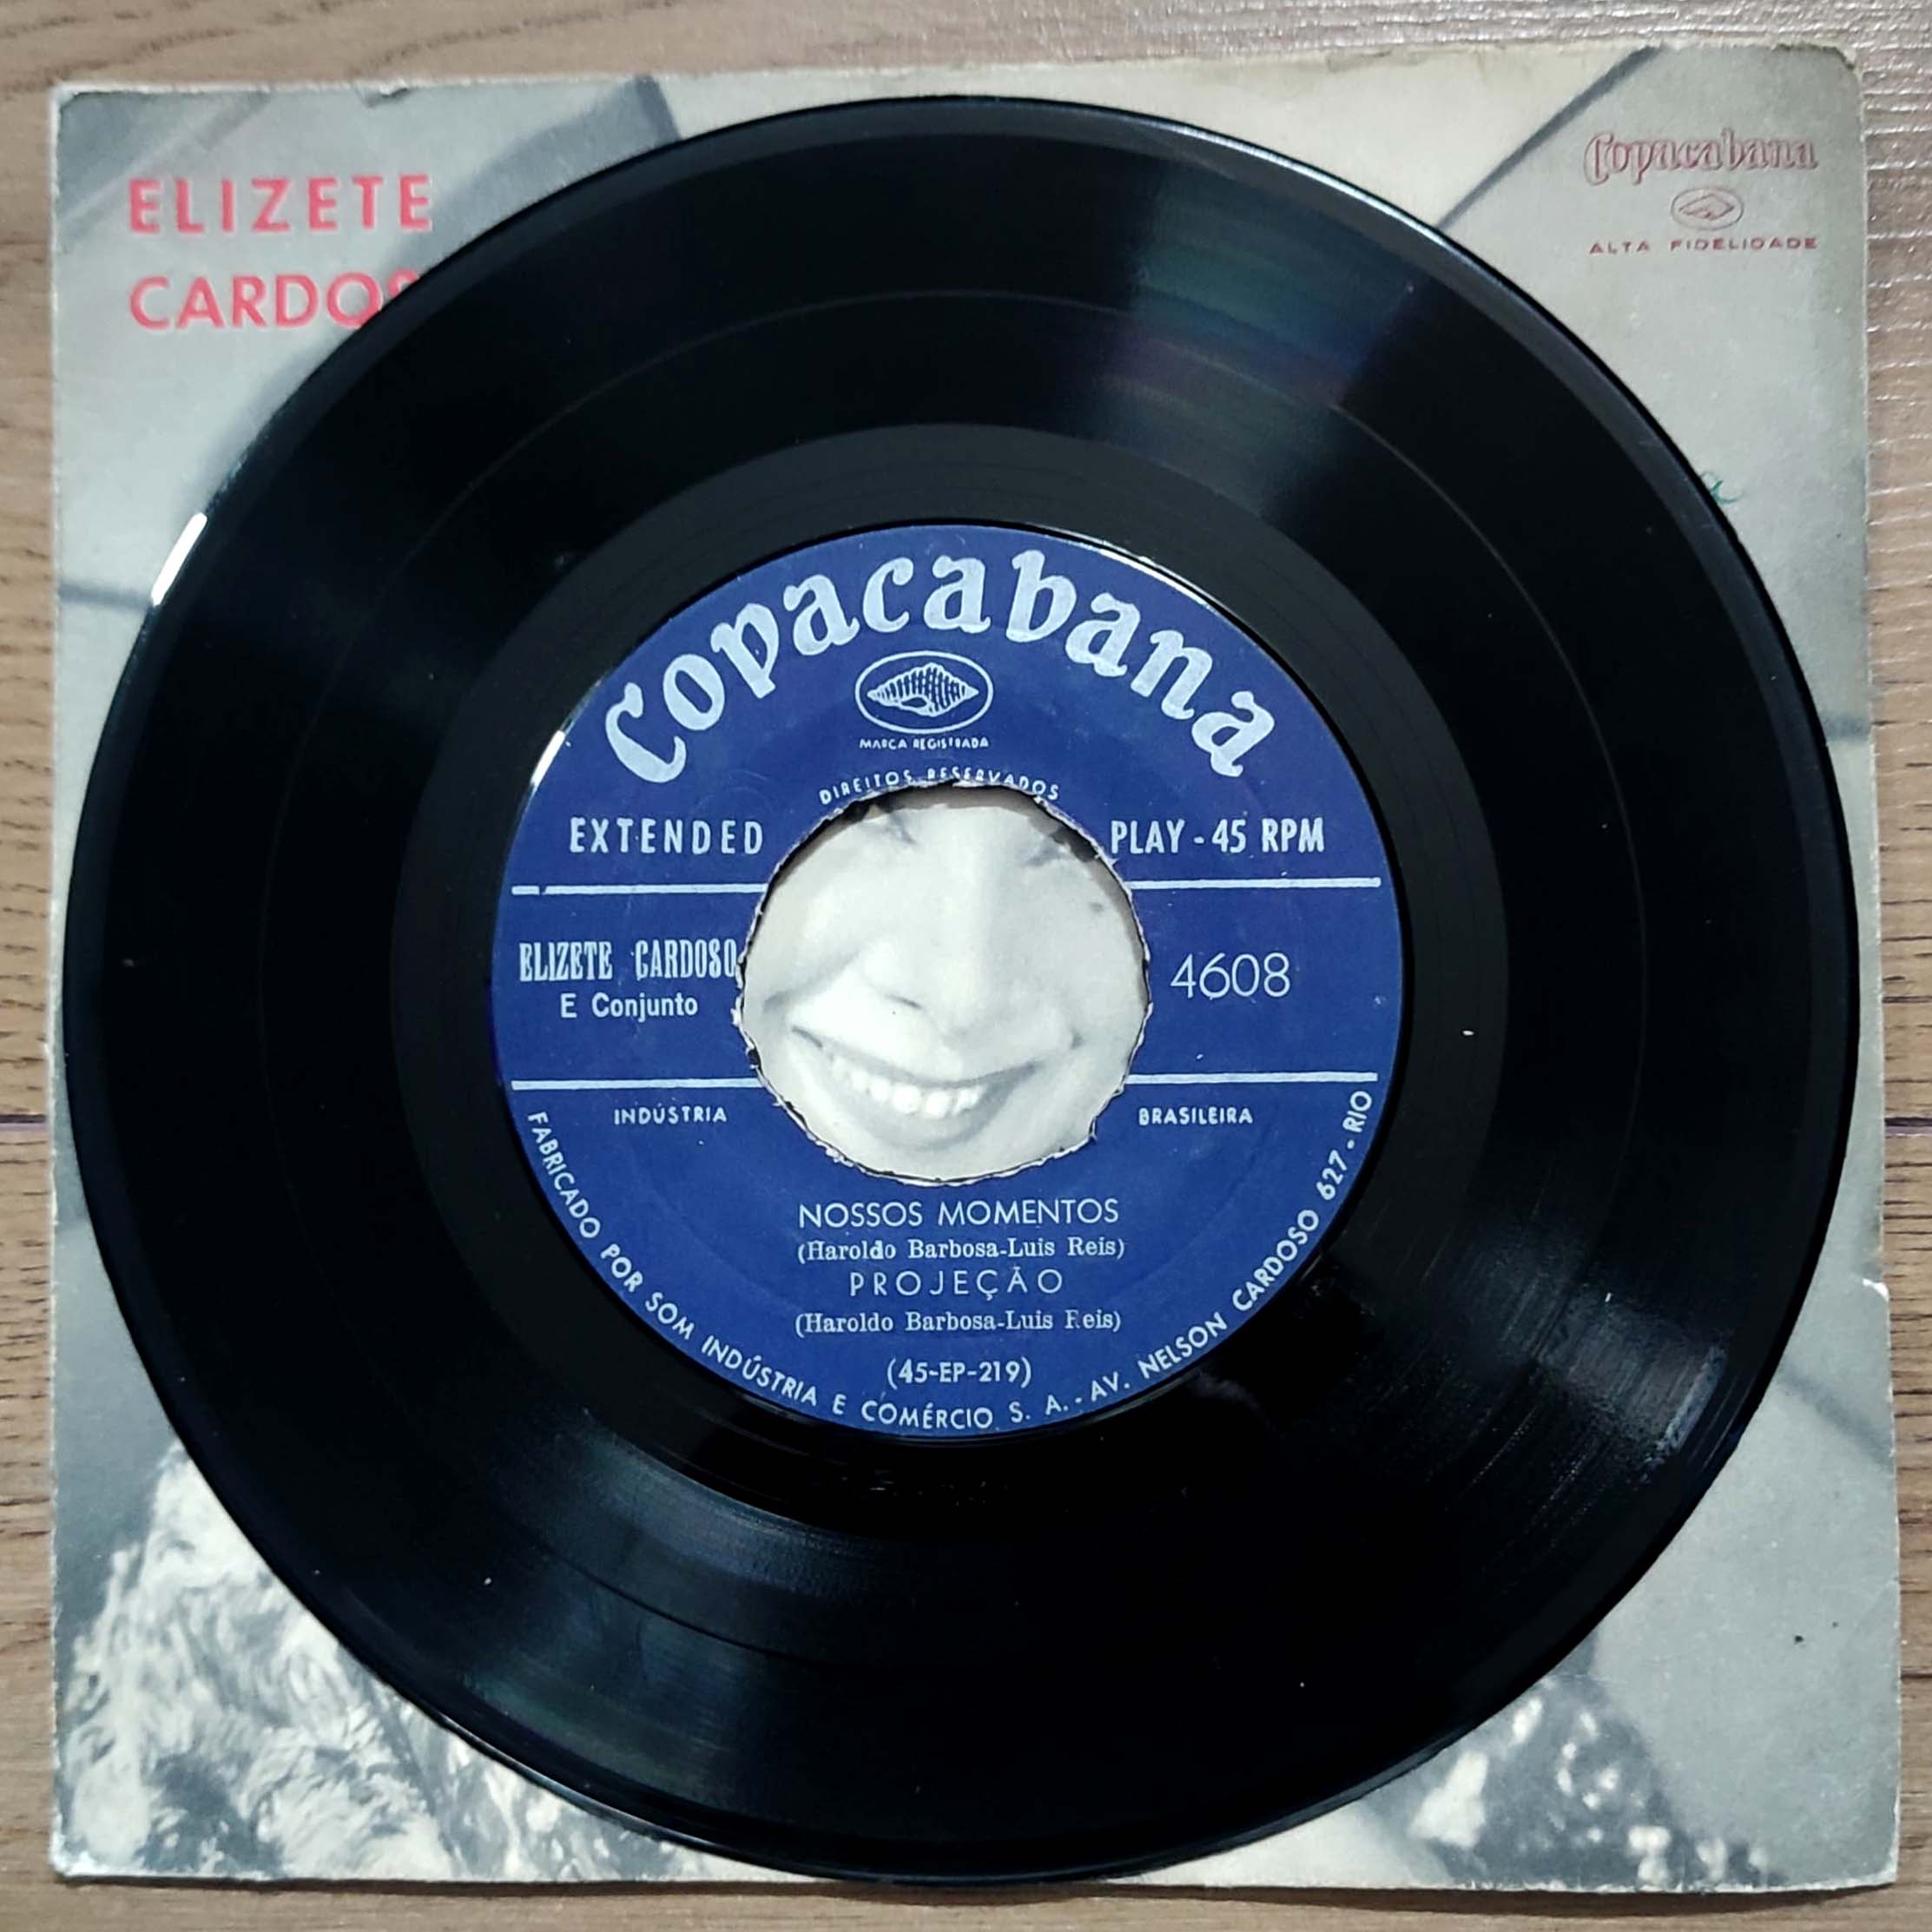 ELIZETE
CARDOS
Copacabana
ALTA FIDELIDADE
Copacabana
MARCA REGISTRADA
DIREITOS RESERVADOS
EXTENDED PLAY - 45 RPM
ELIZETE CARDOSO
E Conjunto
4608
INDÚSTRIA BRASILEIRA
NOSSOS MOMENTOS
(Haroldo Barbosa-Luis Reis)
PROJEÇÃO
(Haroldo Barbosa-Luis Reis)
(45-EP-219)
FABRICADO POR SOM INDÚSTRIA E COMÉRCIO S. A. - AV. NELSON CARDOSO 627 - RIO